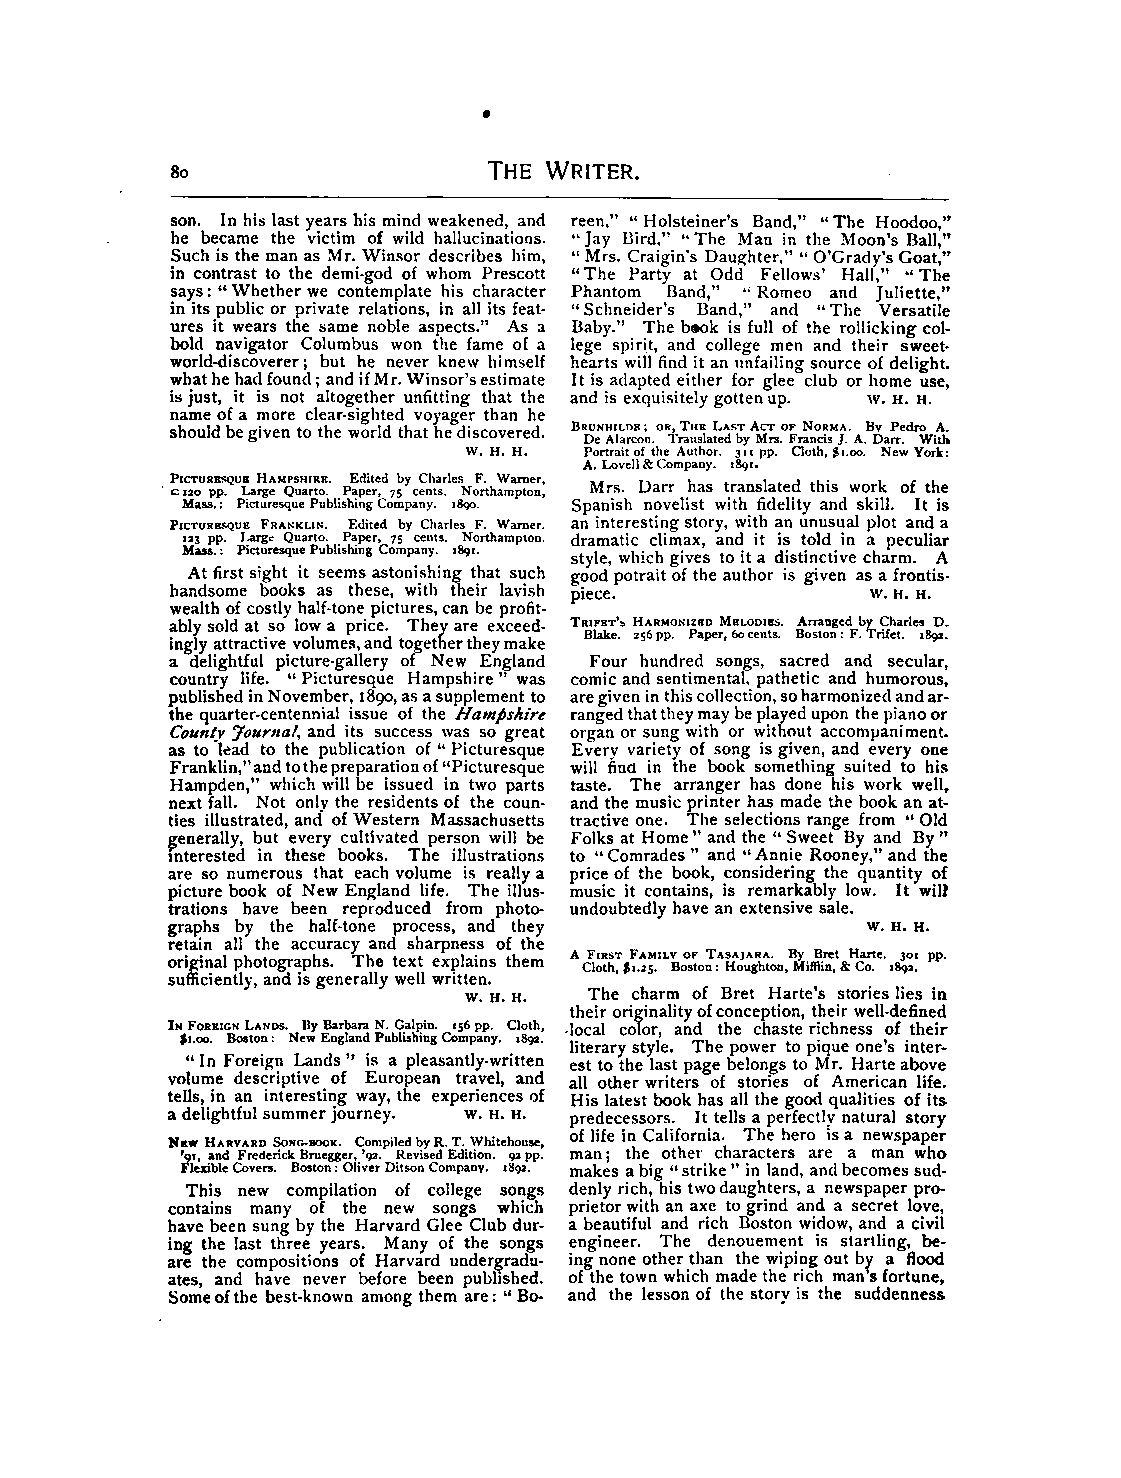 80
THE WRITER.
son. In his last years his mind weakened, and
he became the victim of wild hallucinations.
Such is the man as Mr. Winsor describes him,
in contrast to the demi-god of whom Prescott
says: “Whether we contemplate his character
in its public or private relations, in all its feat-
ures it wears the same noble aspects.” As a
bold navigator Columbus won the fame of a
world-discoverer; but he never knew himself
what he had found; and if Mr. Winsor's estimate
is just, it is not altogether unfitting that the
name of a more clear-sighted voyager than he
should be given to the world that he discovered.
W. H. H.
PICTURESQUE HAMPSHIRE. Edited by Charles F. Warner,
120 pp. Large Quarto. Paper, 75 cents. Northampton,
Mass.: Picturesque Publishing Company. 1890.
PICTURESQUE FRANKLIN. Edited by Charles F. Warner.
123 pp. Large Quarto. Paper, 75 cents. Northampton.
Mass.: Picturesque Publishing Company. 1891.
At first sight it seems astonishing that such
handsome books as these, with their lavish
wealth of costly half-tone pictures, can be profit-
ably sold at so low a price. They are exceed-
ingly attractive volumes, and together they make
a delightful picture-gallery of New England
country life. “Picturesque Hampshire” was
published in November, 1890, as a supplement to
the quarter-centennial issue of the Hampshire
County Journal, and its success was so great
as to lead to the publication of “Picturesque
Franklin,” and to the preparation of “Picturesque
Hampden,” which will be issued in two parts
next fall. Not only the residents of the coun-
ties illustrated, and of Western Massachusetts
generally, but every cultivated person will be
interested in these books. The illustrations
are so numerous that each volume is really a
picture book of New England life. The illus-
trations have been reproduced from photo-
graphs by the half-tone process, and they
retain all the accuracy and sharpness of the
original photographs. The text explains them
sufficiently, and is generally well written.
W. H. H.
IN FOREIGN LANDS. By Barbara N. Galpin. 156 pp. Cloth,
$1.00. Boston: New England Publishing Company. 1892.
“In Foreign Lands” is a pleasantly-written
volume descriptive of European travel, and
tells, in an interesting way, the experiences of
a delightful summer journey. W. H. H.
NEW HARVARD SONG-BOOK. Compiled by R. T. Whitehouse,
'91, and Frederick Bruegger, '92. Revised Edition. 92 pp.
Flexible Covers. Boston: Oliver Ditson Company. 1892.
This new compilation of college songs
contains many of the new songs which
have been sung by the Harvard Glee Club dur-
ing the last three years. Many of the songs
are the compositions of Harvard undergradu-
ates, and have never before been published.
Some of the best-known among them are: “Bo-
reen,” “Holsteiner's Band,” “The Hoodoo,”
“Jay Bird,” “The Man in the Moon's Ball,”
“Mrs. Craigin's Daughter,” “O'Grady's Goat,”
“The Party at Odd Fellows' Hall,” “The
Phantom Band,” “Romeo and Juliette,”
“Schneider's Band,” and “The Versatile
Baby.” The book is full of the rollicking col-
lege spirit, and college men and their sweet-
hearts will find it an unfailing source of delight.
It is adapted either for glee club or home use,
and is exquisitely gotten up. W. H. H.
BRUNHILDE; OR, THE LAST ACT OF NORMA. By Pedro A.
De Alarcon. Translated by Mrs. Francis J. A. Darr. With
Portrait of the Author. 311 pp. Cloth, $1.00. New York:
A. Lovell & Company. 1891.
Mrs. Darr has translated this work of the
Spanish novelist with fidelity and skill. It is
an interesting story, with an unusual plot and a
dramatic climax, and it is told in a peculiar
style, which gives to it a distinctive charm. A
good potrait of the author is given as a frontis-
piece. W. H. H.
TRIFET'S HARMONIZED MELODIES. Arranged by Charles D.
Blake. 256 pp. Paper, 60 cents. Boston: F. Trifet. 1892.
Four hundred songs, sacred and secular,
comic and sentimental, pathetic and humorous,
are given in this collection, so harmonized and ar-
ranged that they may be played upon the piano or
organ or sung with or without accompaniment.
Every variety of song is given, and every one
will find in the book something suited to his
taste. The arranger has done his work well,
and the music printer has made the book an at-
tractive one. The selections range from “Old
Folks at Home” and the “Sweet By and By”
to “Comrades” and “Annie Rooney,” and the
price of the book, considering the quantity of
music it contains, is remarkably low. It will
undoubtedly have an extensive sale.
W. H. H.
A FIRST FAMILY OF TASAJARA. By Bret Harte. 301 pp.
Cloth, $1.25. Boston: Houghton, Mifflin, & Co. 1892.
The charm of Bret Harte's stories lies in
their originality of conception, their well-defined
local color, and the chaste richness of their
literary style. The power to pique one's inter-
est to the last page belongs to Mr. Harte above
all other writers of stories of American life.
His latest book has all the good qualities of its
predecessors. It tells a perfectly natural story
of life in California. The hero is a newspaper
man; the other characters are a man who
makes a big “strike” in land, and becomes sud-
denly rich, his two daughters, a newspaper pro-
prietor with an axe to grind and a secret love,
a beautiful and rich Boston widow, and a civil
engineer. The denouement is startling, be-
ing none other than the wiping out by a flood
of the town which made the rich man's fortune,
and the lesson of the story is the suddenness